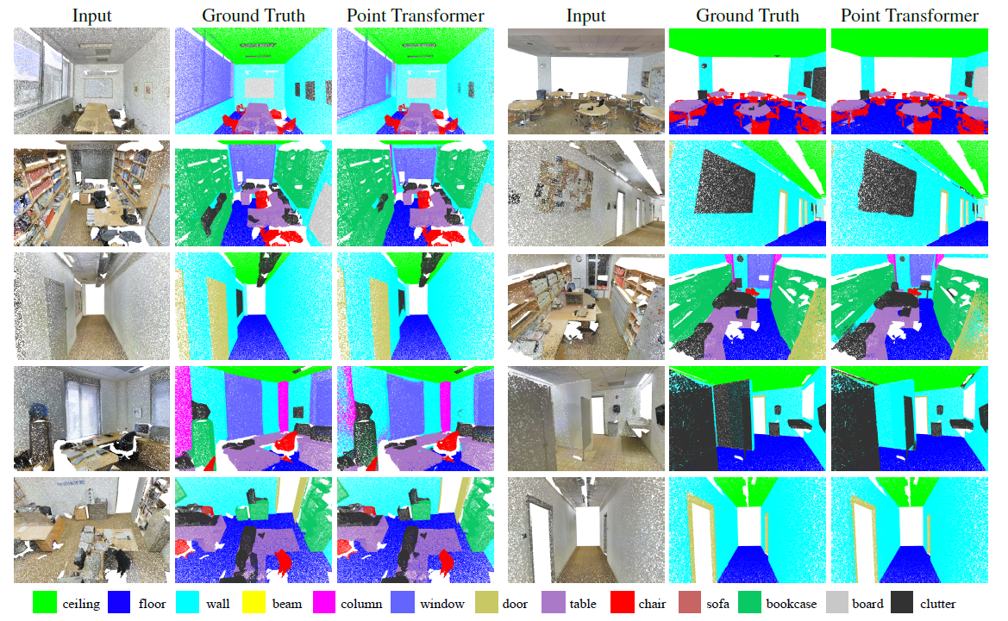 Input Ground Truth Point Transformer Input Ground Truth Point Transformer
ceiling floor wall beam column window door table chair sofa bookcase board clutter